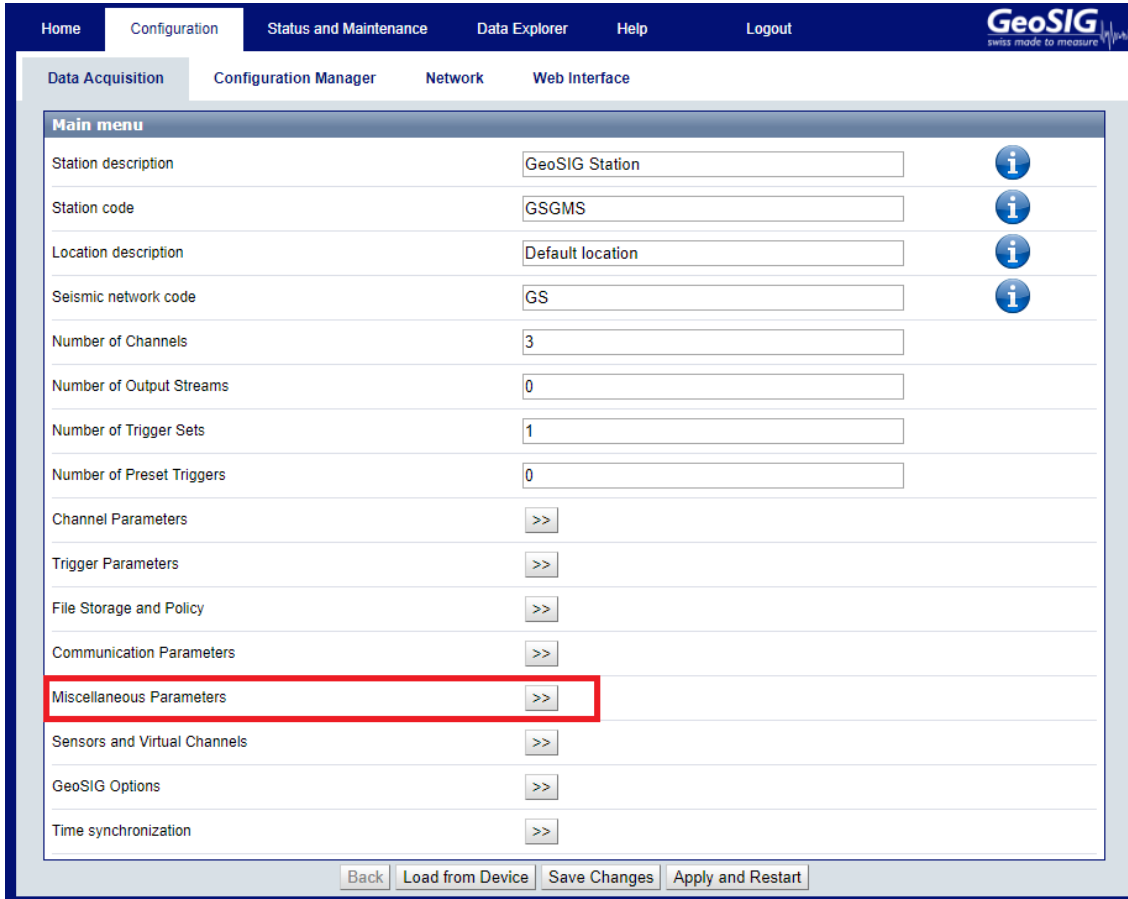 Home Configuration Status and Maintenance Data Explorer Help Logout GeoSIG
swiss made to measure
Data Acquisition Configuration Manager Network Web Interface
Main menu
Station description GeoSIG Station i
Station code GSGMS i
Location description Default location i
Seismic network code GS i
Number of Channels 3
Number of Output Streams 0
Number of Trigger Sets 1
Number of Preset Triggers 0
Channel Parameters >>
Trigger Parameters >>
File Storage and Policy >>
Communication Parameters >>
Miscellaneous Parameters >>
Sensors and Virtual Channels >>
GeoSIG Options >>
Time synchronization >>
Back Load from Device Save Changes Apply and Restart